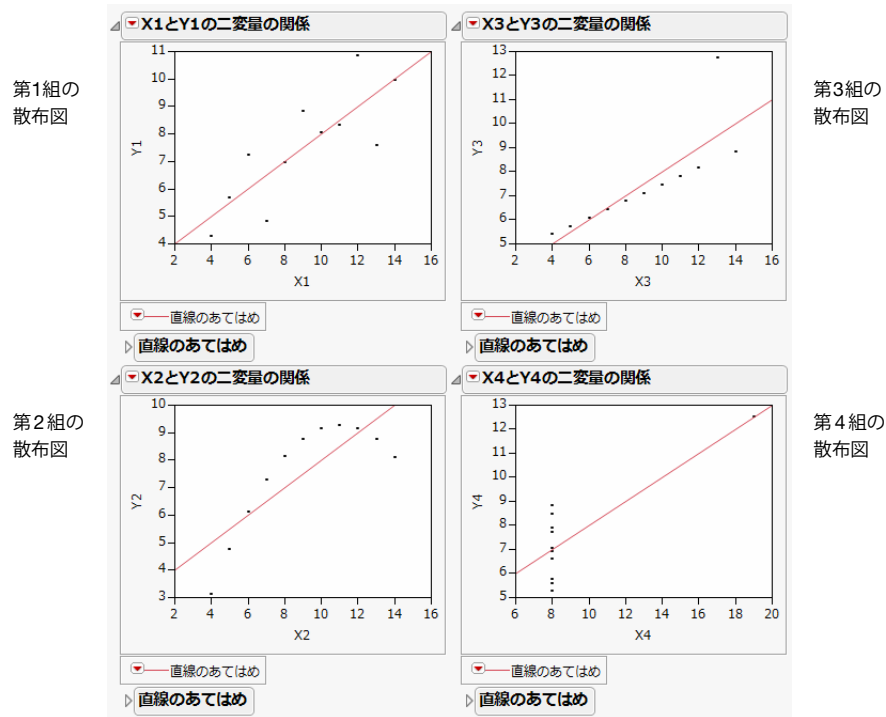 第1組の
散布図
X1とY1の二変量の関係
11
10
9
8
7
6
5
4
Y1
2 4 6 8 10 12 14 16
X1
直線のあてはめ
直線のあてはめ
X3とY3の二変量の関係
13
12
11
10
9
8
7
6
5
Y3
2 4 6 8 10 12 14 16
X3
直線のあてはめ
直線のあてはめ
第3組の
散布図
第2組の
散布図
X2とY2の二変量の関係
10
9
8
7
6
5
4
3
Y2
2 4 6 8 10 12 14 16
X2
直線のあてはめ
直線のあてはめ
X4とY4の二変量の関係
13
12
11
10
9
8
7
6
5
Y4
6 8 10 12 14 16 18 20
X4
直線のあてはめ
直線のあてはめ
第4組の
散布図